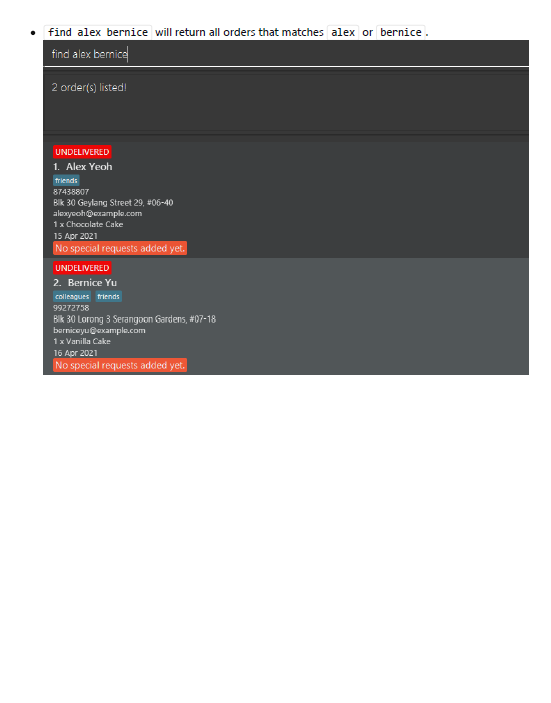 • find alex bernice will return all orders that matches alex or bernice .
find alex bernice
2 order(s) listed!
UNDELIVERED
1. Alex Yeoh
friends
87438807
Blk 30 Geylang Street 29, #06-40
alexyeoh@example.com
1 x Chocolate Cake
15 Apr 2021
No special requests added yet.
UNDELIVERED
2. Bernice Yu
colleagues friends
99272758
Blk 30 Lorong 3 Serangoon Gardens, #07-18
berniceyu@example.com
1 x Vanilla Cake
16 Apr 2021
No special requests added yet.